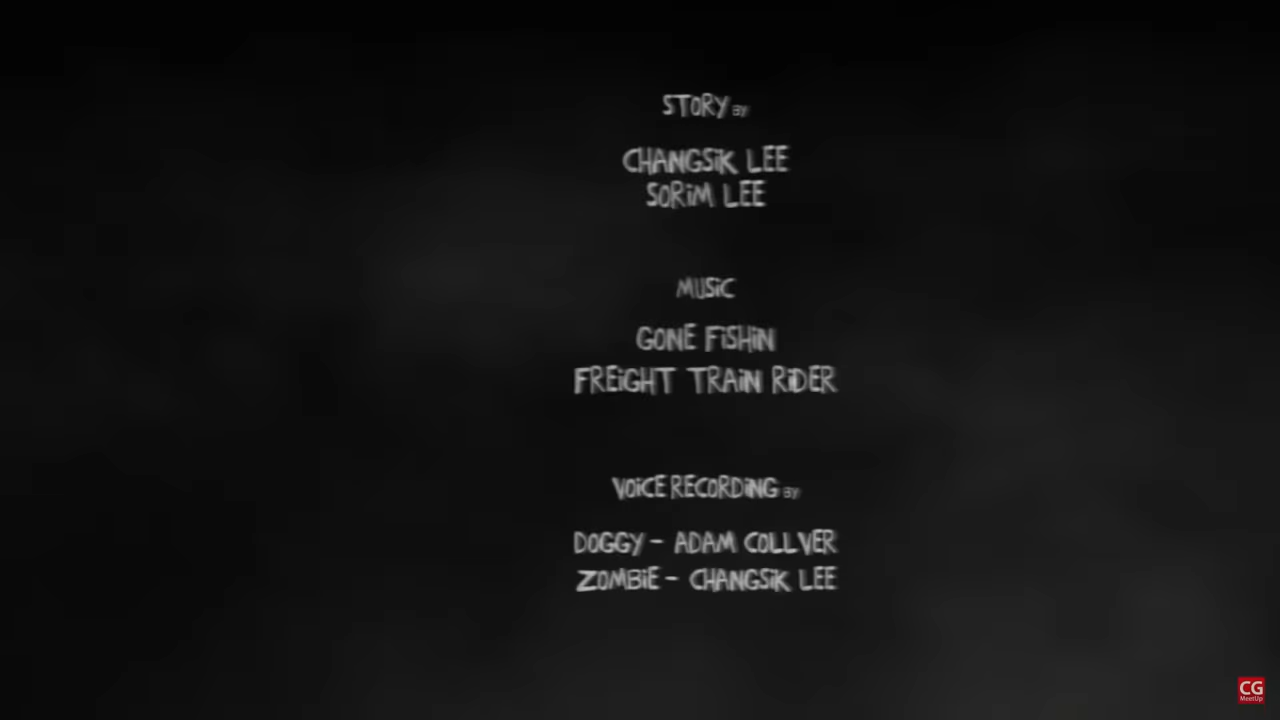 STORY BY
CHANGSiK LEE
SORiM LEE
MUSiC
GONE FiSHiN
FREiGHT TRAiN RiDER
VOiCE RECORDiNG BY
DOGGY - ADAM COLLVER
ZOMBiE - CHANGSiK LEE
CG
MeetUp